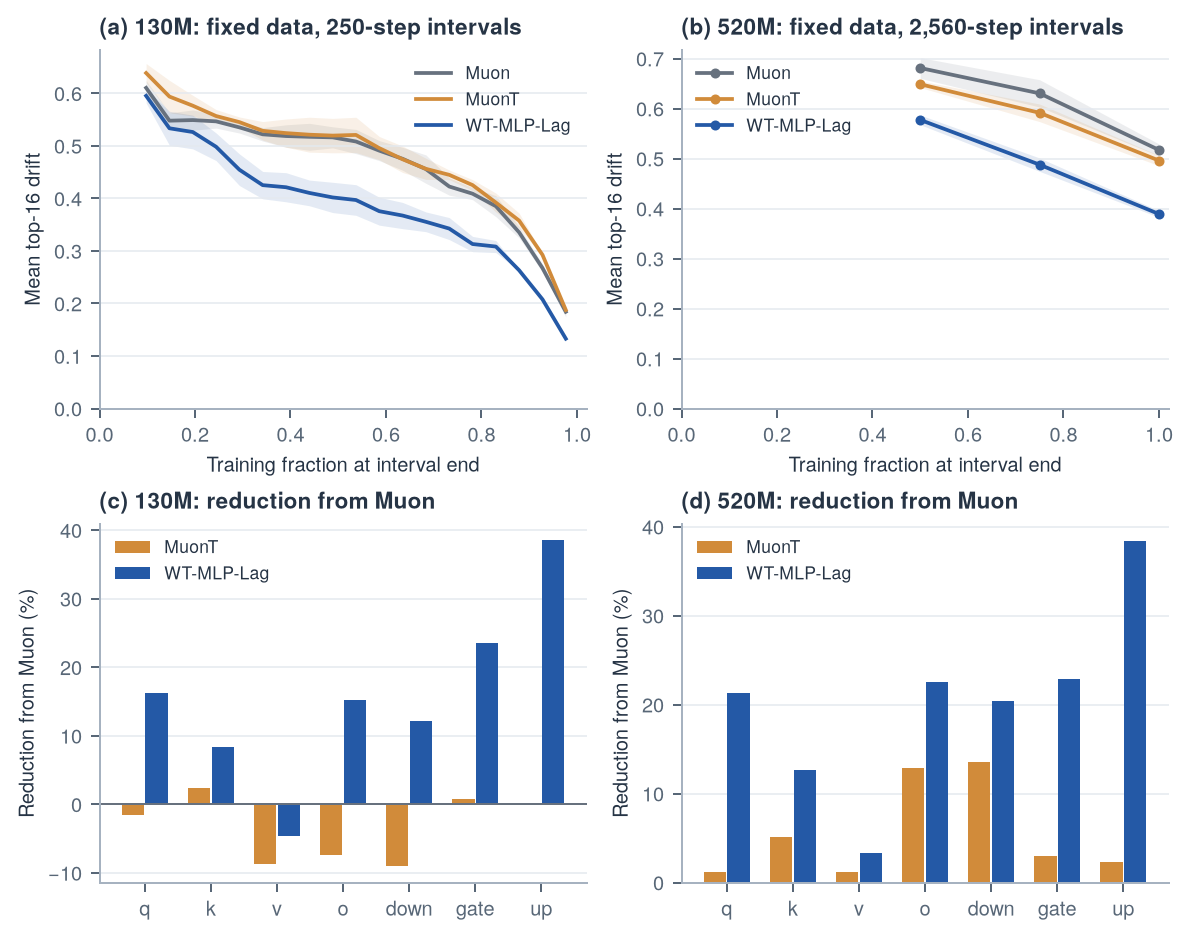 (a) 130M: fixed data, 250-step intervals
Mean top-16 drift
0.6
0.5
0.4
0.3
0.2
0.1
0.0
Muon
MuonT
WT-MLP-Lag
0.0 0.2 0.4 0.6 0.8 1.0
Training fraction at interval end
(b) 520M: fixed data, 2,560-step intervals
Mean top-16 drift
0.7
0.6
0.5
0.4
0.3
0.2
0.1
0.0
Muon
MuonT
WT-MLP-Lag
0.0 0.2 0.4 0.6 0.8 1.0
Training fraction at interval end
(c) 130M: reduction from Muon
Reduction from Muon (%)
40
30
20
10
0
−10
MuonT
WT-MLP-Lag
q k v o down gate up
(d) 520M: reduction from Muon
Reduction from Muon (%)
40
30
20
10
0
MuonT
WT-MLP-Lag
q k v o down gate up